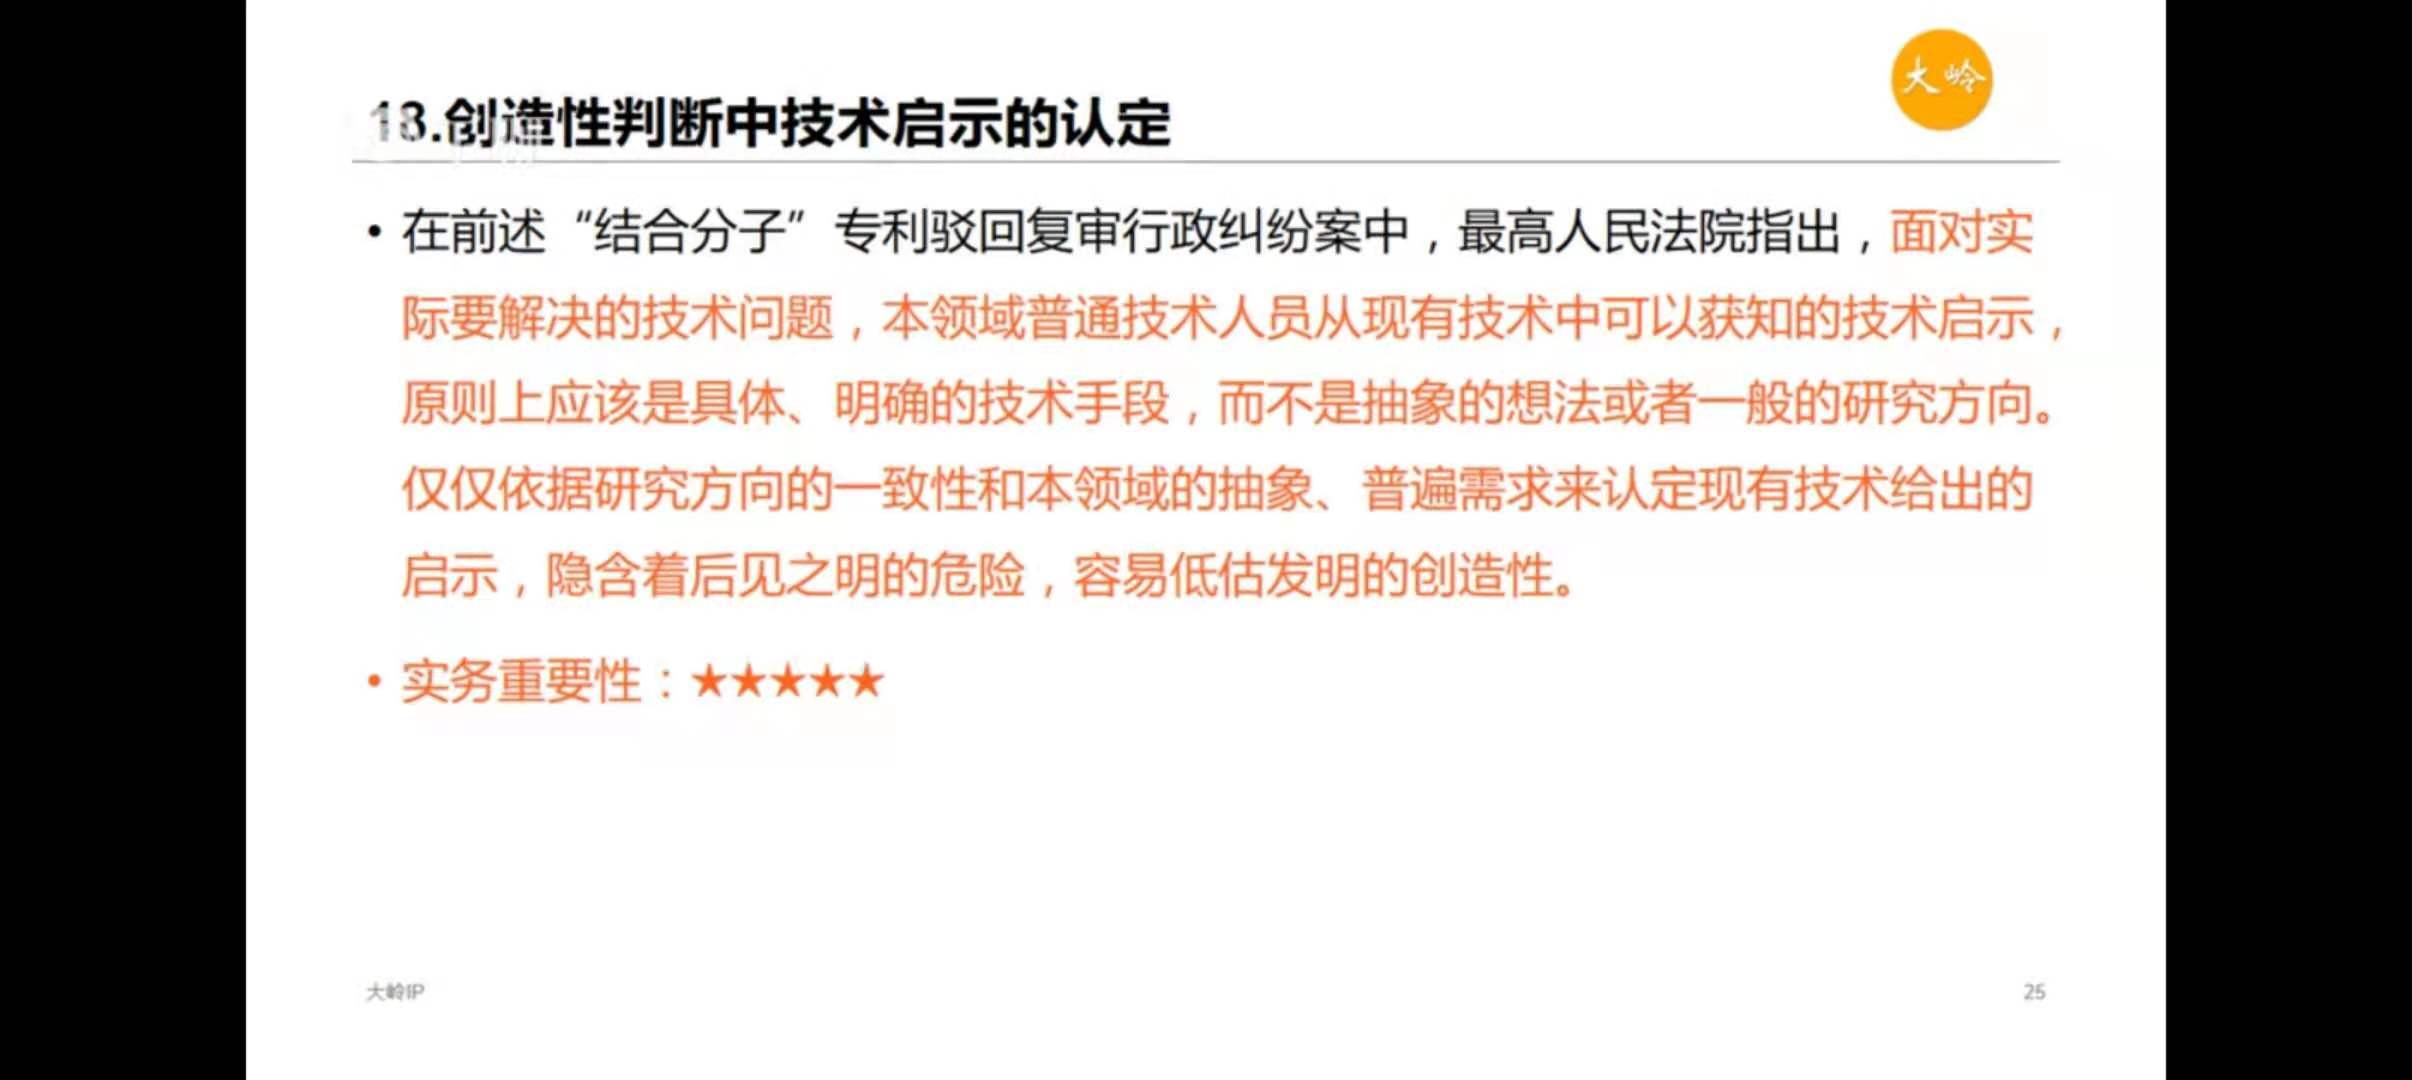 大岭
18.创造性判断中技术启示的认定
• 在前述“结合分子”专利驳回复审行政纠纷案中，最高人民法院指出，面对实
际要解决的技术问题，本领域普通技术人员从现有技术中可以获知的技术启示，
原则上应该是具体、明确的技术手段，而不是抽象的想法或者一般的研究方向。
仅仅依据研究方向的一致性和本领域的抽象、普遍需求来认定现有技术给出的
启示，隐含着后见之明的危险，容易低估发明的创造性。
• 实务重要性：★★★★★
大岭IP
25